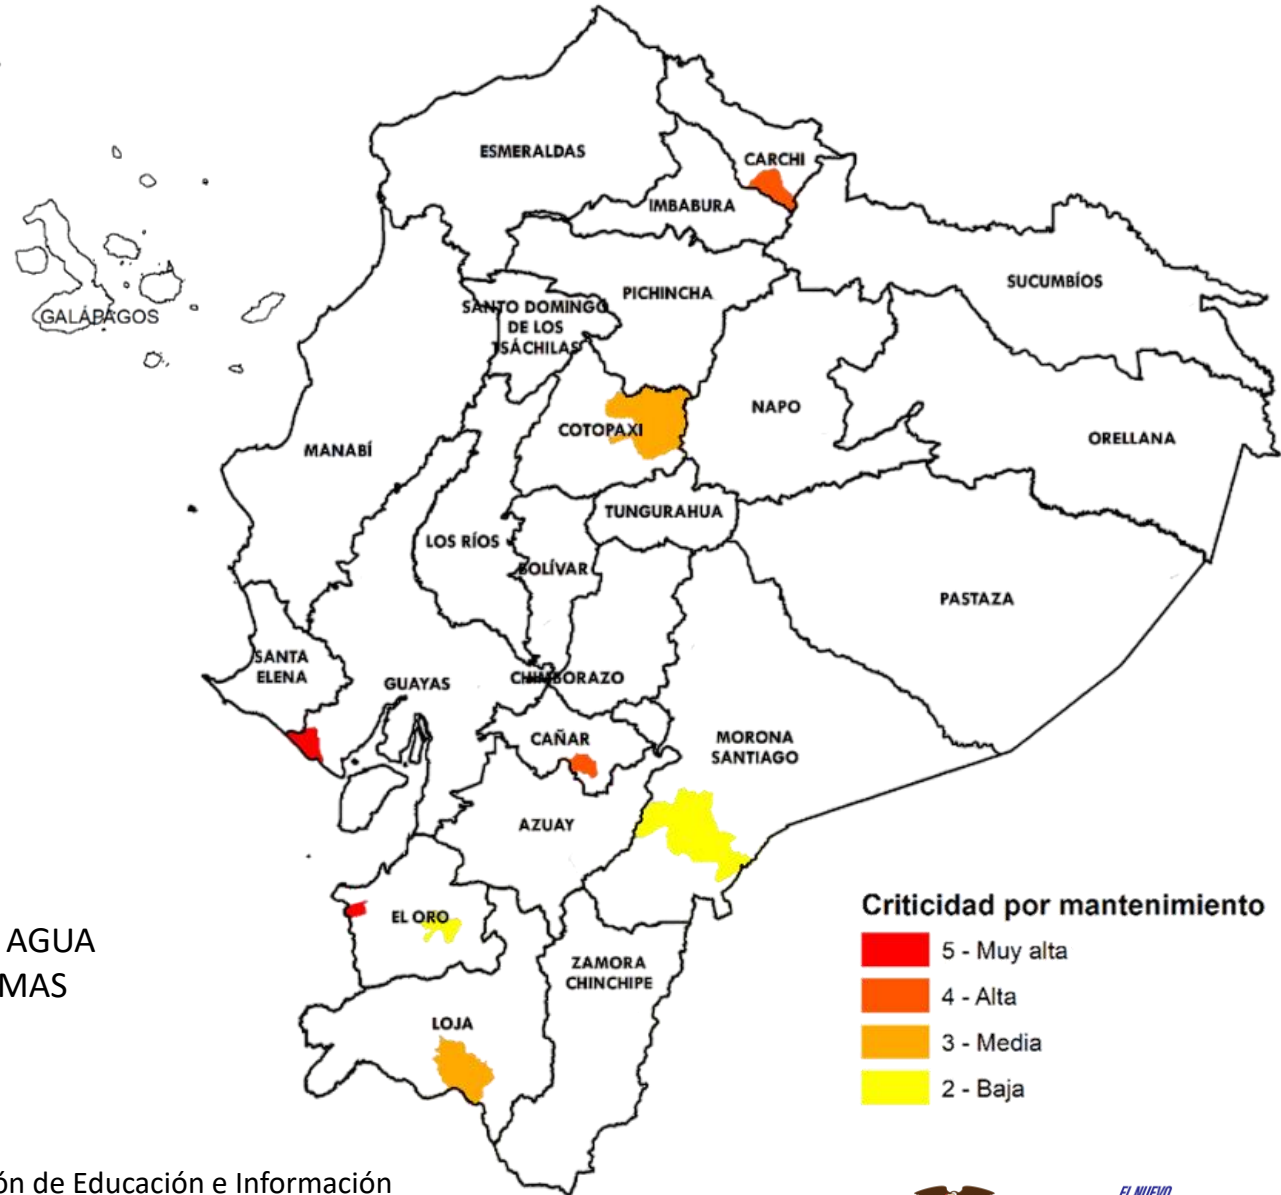 ESMERALDAS
CARCHI
IMBABURA
SUCUMBÍOS
PICHINCHA
GALÁPAGOS
SANTO DOMINGO
DE LOS
TSÁCHILAS
NAPO
COTOPAXI
ORELLANA
MANABÍ
TUNGURAHUA
LOS RÍOS
BOLÍVAR
PASTAZA
SANTA
ELENA
GUAYAS
CHIMBORAZO
CAÑAR
MORONA
SANTIAGO
AZUAY
EL ORO
ZAMORA
CHINCHIPE
LOJA
Criticidad por mantenimiento
5 - Muy alta
4 - Alta
3 - Media
2 - Baja
AGUA
MAS
ón de Educación e Información
EL NUEVO